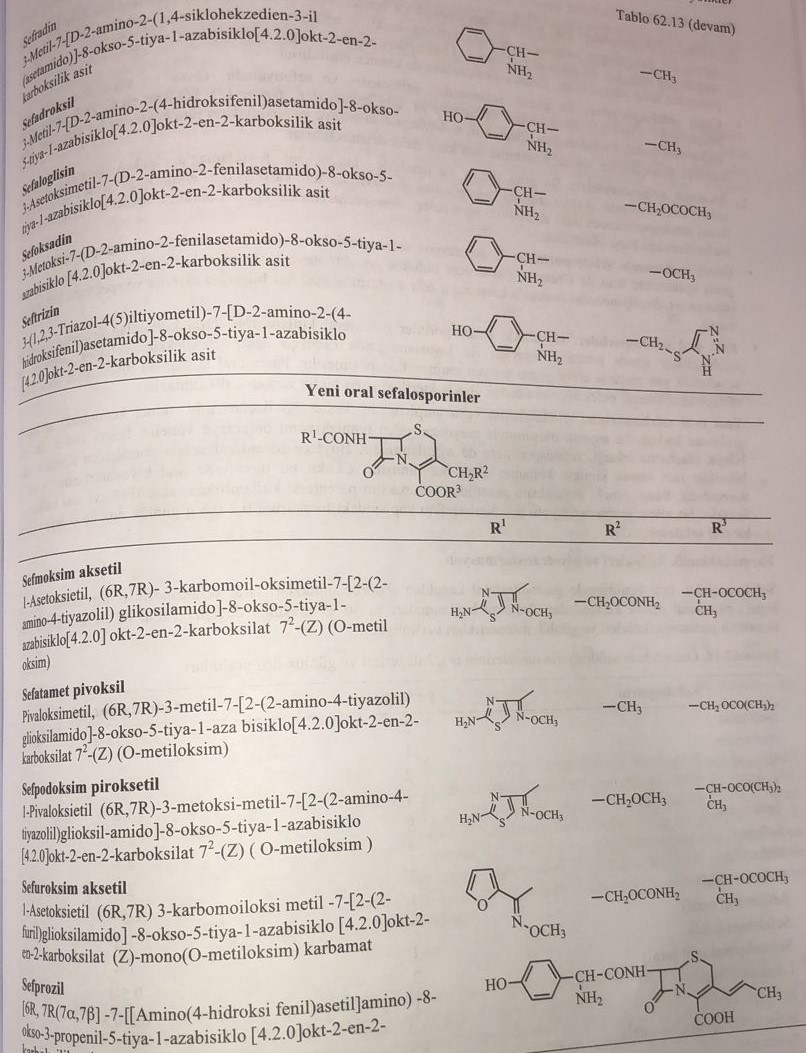 Tablo 62.13 (devam)
Sefradin
3-Metil-7-[D-2-amino-2-(1,4-siklohekzedien-3-il
(asetamido)]-8-okso-5-tiya-1-azabisiklo[4.2.0]okt-2-en-2-
karboksilik asit
CH—
NH₂
—CH₃
Sefadroksil
3-Metil-7-[D-2-amino-2-(4-hidroksifenil)asetamido]-8-okso-
5-tiya-1-azabisiklo[4.2.0]okt-2-en-2-karboksilik asit
HO—
CH—
NH₂
—CH₃
Sefaloglisin
3-Asetoksimetil-7-(D-2-amino-2-fenilasetamido)-8-okso-5-
tiya-1-azabisiklo[4.2.0]okt-2-en-2-karboksilik asit
CH—
NH₂
—CH₂OCOCH₃
Sefoksadin
3-Metoksi-7-(D-2-amino-2-fenilasetamido)-8-okso-5-tiya-1-
azabisiklo [4.2.0]okt-2-en-2-karboksilik asit
CH—
NH₂
—OCH₃
Seftrizin
3-(1,2,3-Triazol-4(5)iltiyometil)-7-[D-2-amino-2-(4-
hidroksifenil)asetamido]-8-okso-5-tiya-1-azabisiklo
[4.2.0]okt-2-en-2-karboksilik asit
HO—
CH—
NH₂
—CH₂
S
N
N
N
H
Yeni oral sefalosporinler
R¹-CONH
S
O
N
CH₂R²
COOR³
R¹ R² R³
Sefmoksim aksetil
1-Asetoksietil, (6R,7R)- 3-karbomoil-oksimetil-7-[2-(2-
amino-4-tiyazolil) glikosilamido]-8-okso-5-tiya-1-
azabisiklo[4.2.0] okt-2-en-2-karboksilat 7²-(Z) (O-metil
oksim)
H₂N
N
S
N-OCH₃
—CH₂OCONH₂
—CH-OCOCH₃
CH₃
Sefatamet pivoksil
Pivaloksimetil, (6R,7R)-3-metil-7-[2-(2-amino-4-tiyazolil)
glioksilamido]-8-okso-5-tiya-1-aza bisiklo[4.2.0]okt-2-en-2-
karboksilat 7²-(Z) (O-metiloksim)
H₂N
N
S
N-OCH₃
—CH₃
—CH₂ OCO(CH₃)₂
Sefpodoksim piroksetil
1-Pivaloksietil (6R,7R)-3-metoksi-metil-7-[2-(2-amino-4-
tiyazolil)glioksil-amido]-8-okso-5-tiya-1-azabisiklo
[4.2.0]okt-2-en-2-karboksilat 7²-(Z) ( O-metiloksim )
H₂N
N
S
N-OCH₃
—CH₂OCH₃
—CH-OCO(CH₃)₂
CH₃
Sefuroksim aksetil
1-Asetoksietil (6R,7R) 3-karbomoiloksi metil -7-[2-(2-
furil)glioksilamido] -8-okso-5-tiya-1-azabisiklo [4.2.0]okt-2-
en-2-karboksilat (Z)-mono(O-metiloksim) karbamat
O
N
OCH₃
—CH₂OCONH₂
—CH-OCOCH₃
CH₃
Sefprozil
[6R, 7R(7α,7β] -7-[[Amino(4-hidroksi fenil)asetil]amino) -8-
okso-3-propenil-5-tiya-1-azabisiklo [4.2.0]okt-2-en-2-
HO
CH-CONH
NH₂
S
O
N
CH₃
COOH